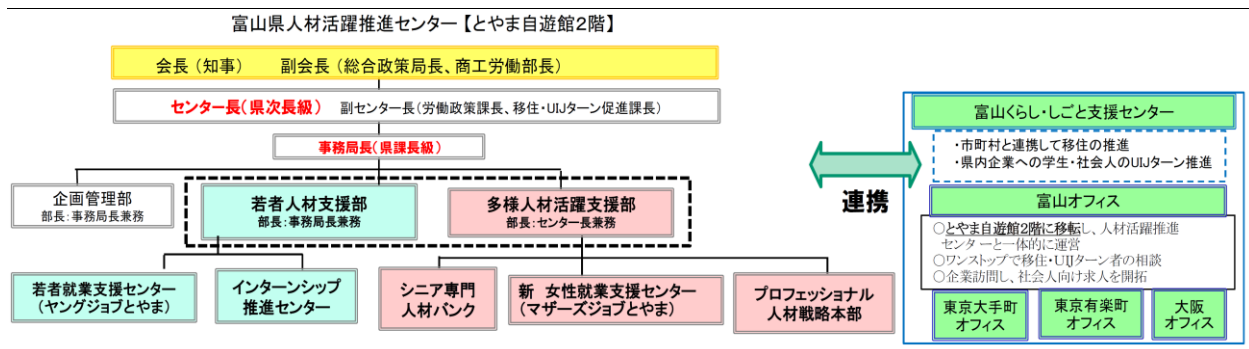 富山県人材活躍推進センター【とやま自遊館2階】
会長（知事）　副会長（総合政策局長、商工労働部長）
センター長（県次長級）　副センター長（労働政策課長、移住・UIJターン促進課長）
事務局長（県課長級）
企画管理部
部長：事務局長兼務
若者人材支援部
部長：事務局長兼務
多様人材活躍支援部
部長：センター長兼務
若者就業支援センター
（ヤングジョブとやま）
インターンシップ
推進センター
シニア専門
人材バンク
新 女性就業支援センター
（マザーズジョブとやま）
プロフェッショナル
人材戦略本部
連携
富山くらし・しごと支援センター
・市町村と連携して移住の推進
・県内企業への学生・社会人のUIJターン推進
富山オフィス
○とやま自遊館2階に移転し、人材活躍推進
センターと一体的に運営
○ワンストップで移住・UIJターン者の相談
○企業訪問し、社会人向け求人を開拓
東京大手町
オフィス
東京有楽町
オフィス
大阪
オフィス